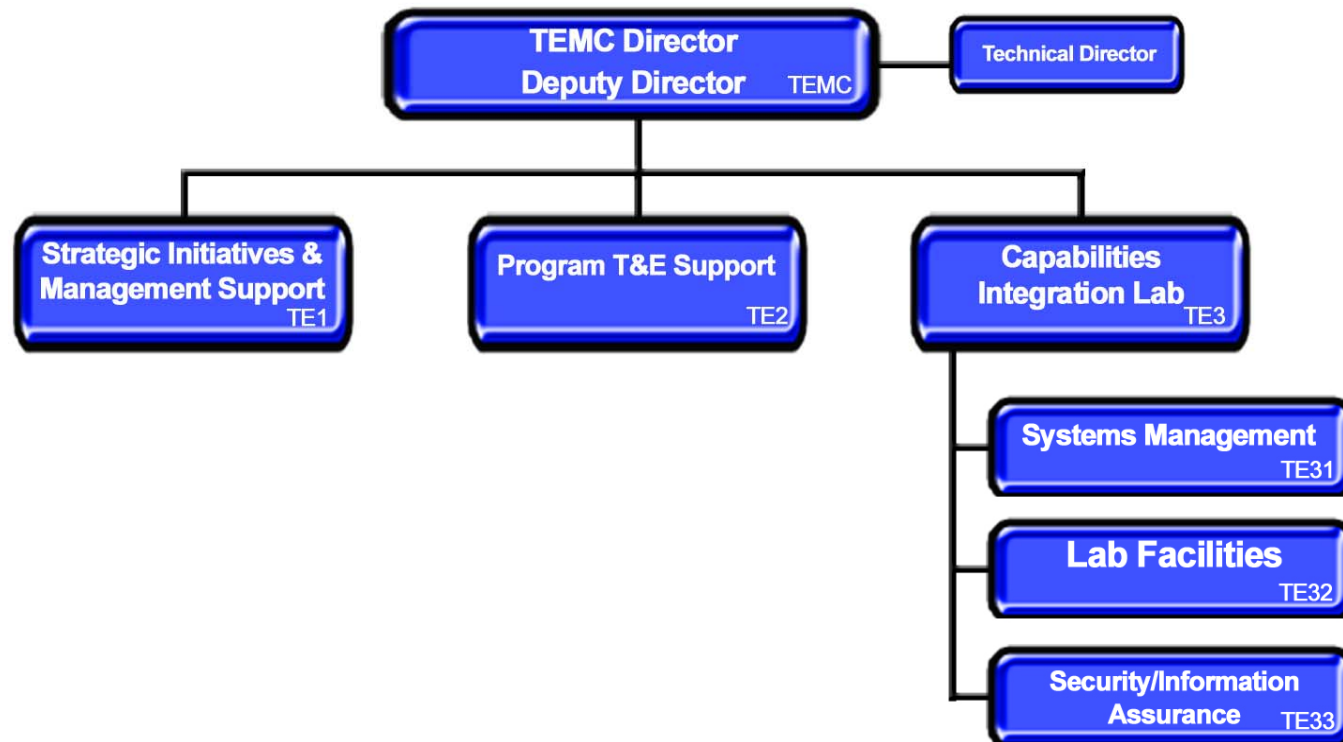 TEMC Director
Deputy Director TEMC
Technical Director
Strategic Initiatives &
Management Support
TE1
Program T&E Support
TE2
Capabilities
Integration Lab
TE3
Systems Management
TE31
Lab Facilities
TE32
Security/Information
Assurance TE33